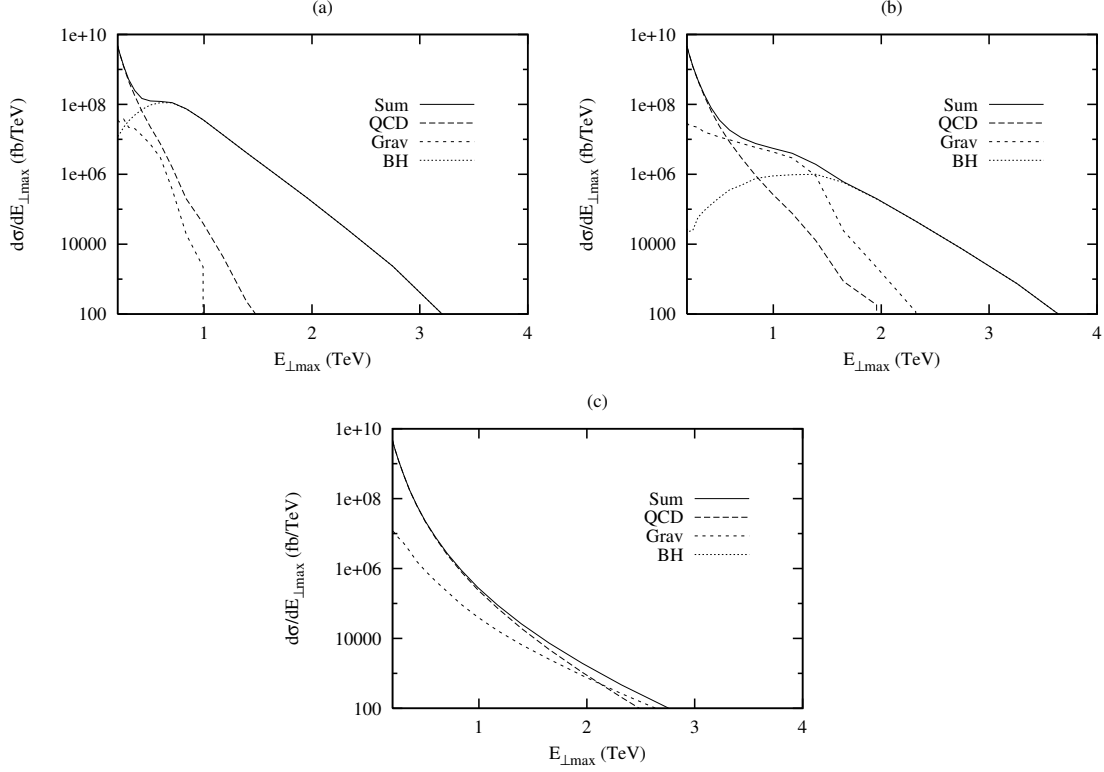 (a)
1e+10
1e+08
1e+06
10000
100
dσ/dE⊥max (fb/TeV)
Sum
QCD
Grav
BH
1 2 3 4
E⊥max (TeV)
(b)
1e+10
1e+08
1e+06
10000
100
dσ/dE⊥max (fb/TeV)
Sum
QCD
Grav
BH
1 2 3 4
E⊥max (TeV)
(c)
1e+10
1e+08
1e+06
10000
100
dσ/dE⊥max (fb/TeV)
Sum
QCD
Grav
BH
1 2 3 4
E⊥max (TeV)